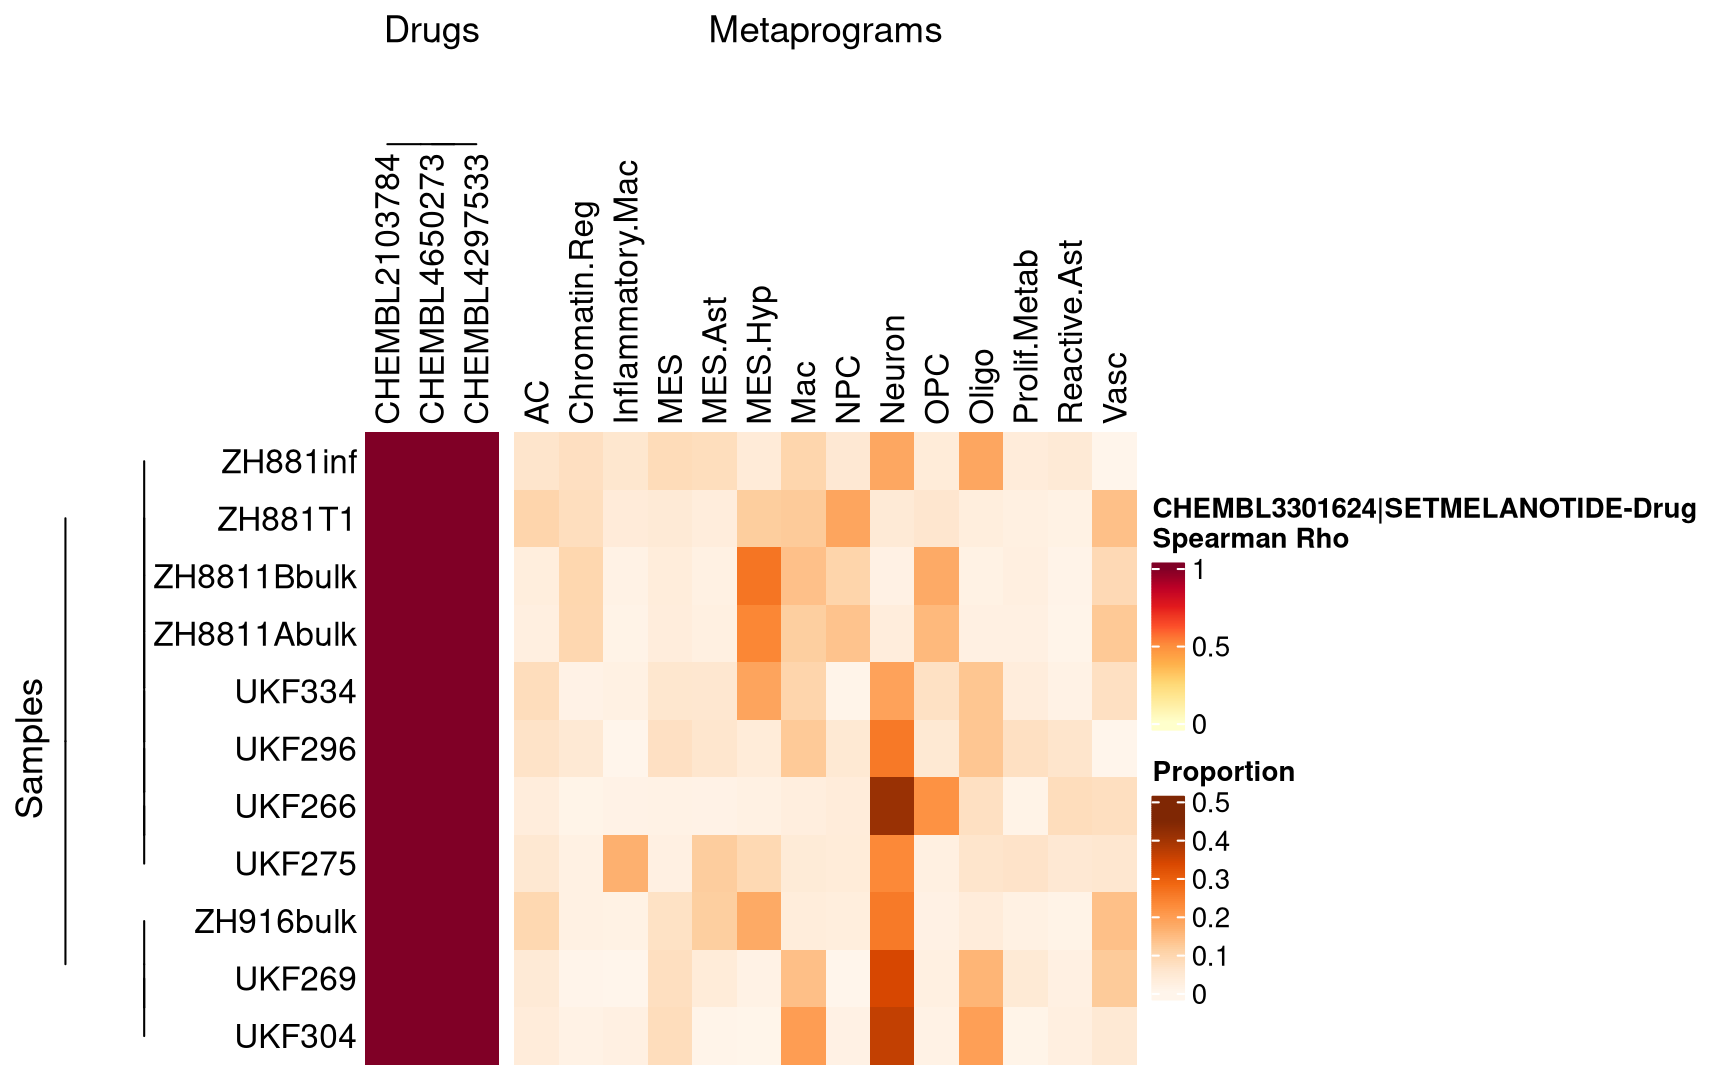 Drugs
Metaprograms
CHEMBL2103784
CHEMBL4650273
CHEMBL4297533
AC
Chromatin.Reg
Inflammatory.Mac
MES
MES.Ast
MES.Hyp
Mac
NPC
Neuron
OPC
Oligo
Prolif.Metab
Reactive.Ast
Vasc
Samples
ZH881inf
ZH881T1
ZH8811Bbulk
ZH8811Abulk
UKF334
UKF296
UKF266
UKF275
ZH916bulk
UKF269
UKF304
CHEMBL3301624|SETMELANOTIDE-Drug
Spearman Rho
1
0.5
0
Proportion
0.5
0.4
0.3
0.2
0.1
0